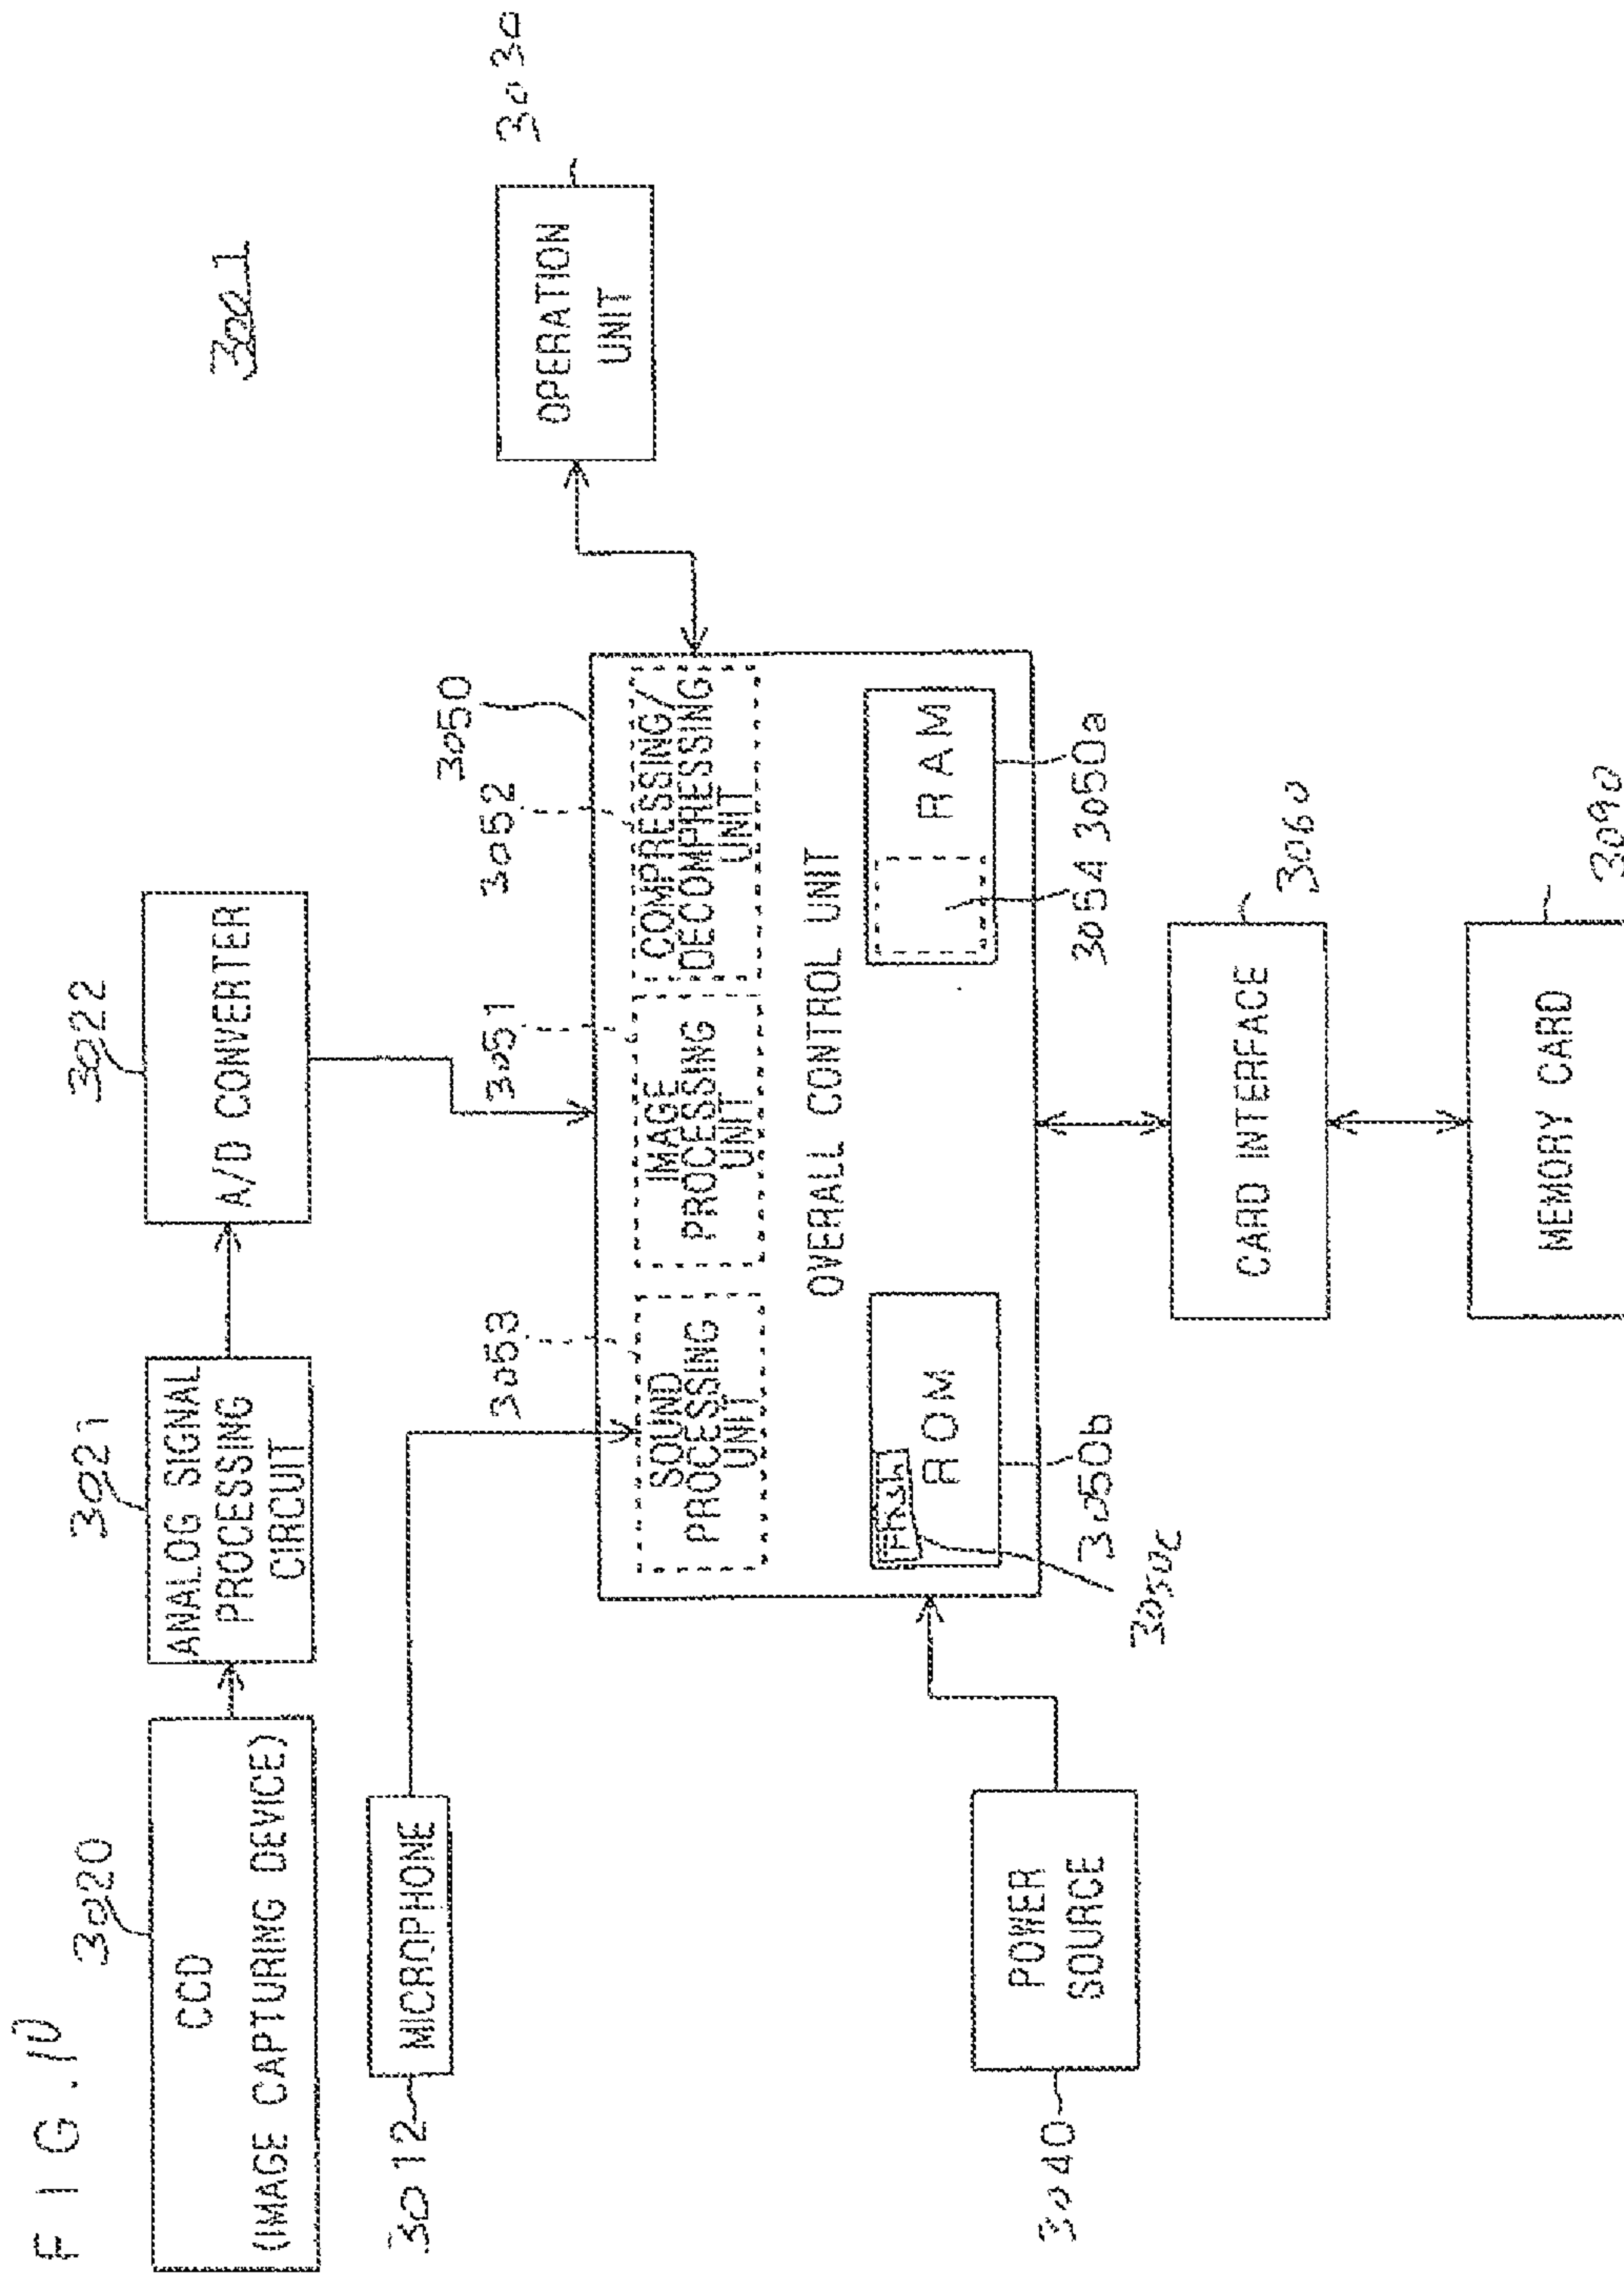 FIG.10
3001
3020
CCD
(IMAGE CAPTURING DEVICE)
3021
ANALOG SIGNAL
PROCESSING
CIRCUIT
3022
A/D CONVERTER
3012
MICROPHONE
3030
OPERATION
UNIT
3050
3053
SOUND
PROCESSING
UNIT
3051
IMAGE
PROCESSING
UNIT
3052
COMPRESSING/
DECOMPRESSING
UNIT
OVERALL CONTROL UNIT
ROM
3050b
3050c
RAM
3054
3050a
3040
POWER
SOURCE
CARD INTERFACE
3060
MEMORY CARD
3090